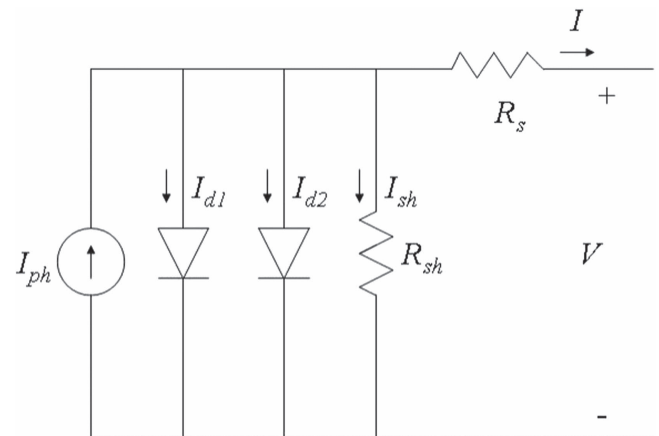 I
+
R_s
I_d1
I_d2
I_sh
I_ph
R_sh
V
-